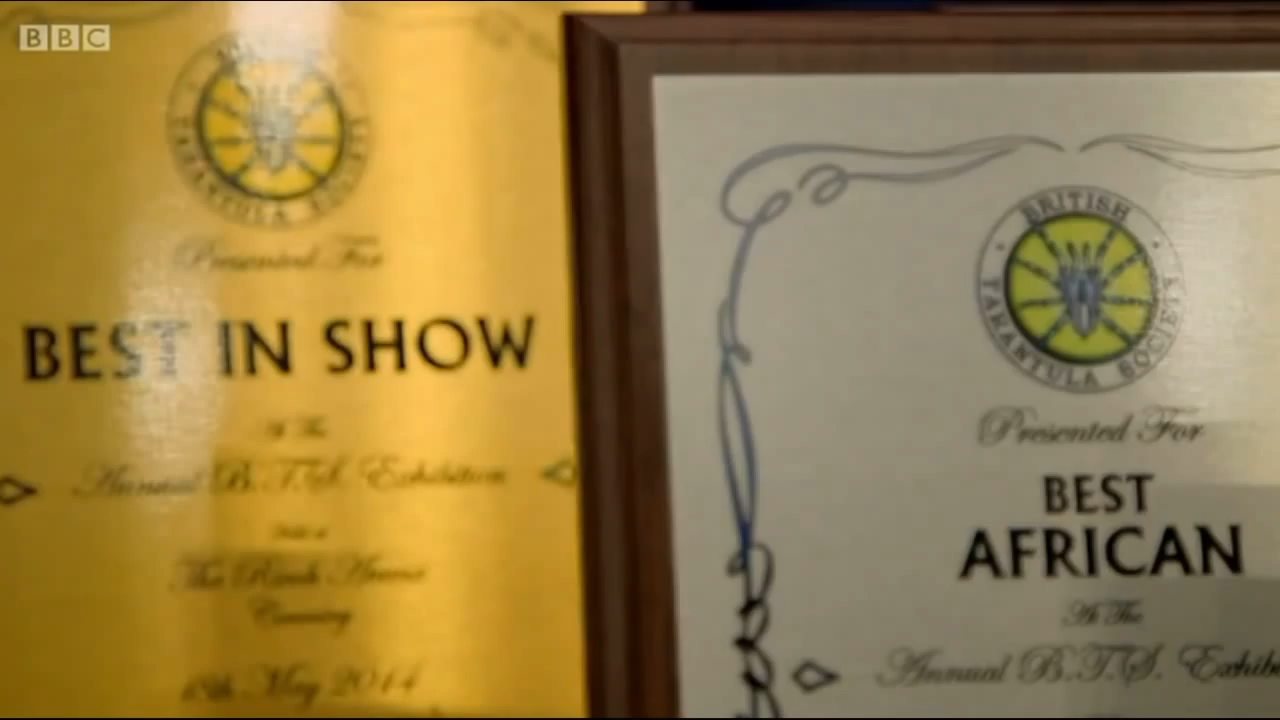 BBC
TARANTULA SOCIETY
Presented For
BEST IN SHOW
At The
Annual B.T.S. Exhibition
May 2014
BRITISH
TARANTULA SOCIETY
Presented For
BEST
AFRICAN
At The
Annual B.T.S.